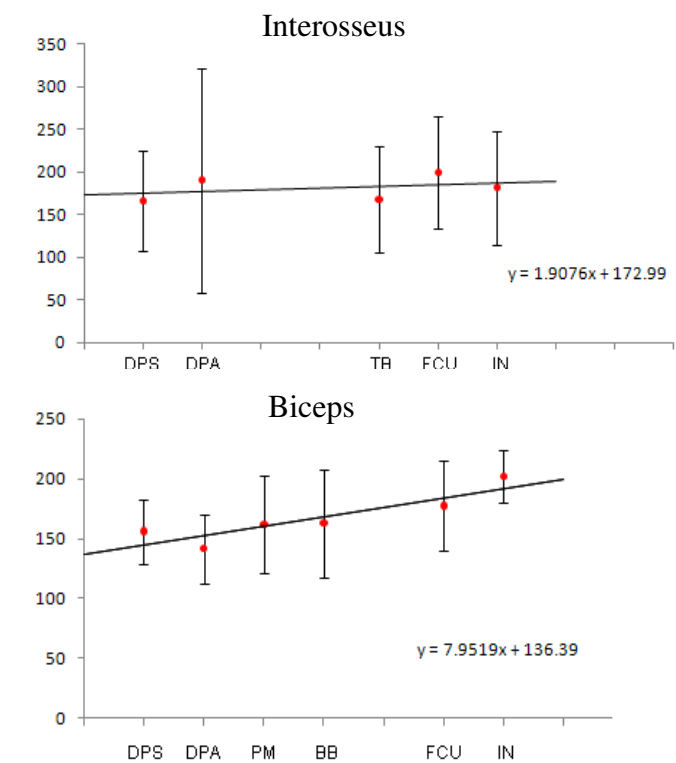 Interosseus
350
300
250
200
150
100
50
0
y = 1.9076x + 172.99
DPS DPA TB FCU IN
Biceps
250
200
150
100
50
0
y = 7.9519x + 136.39
DPS DPA PM BB FCU IN